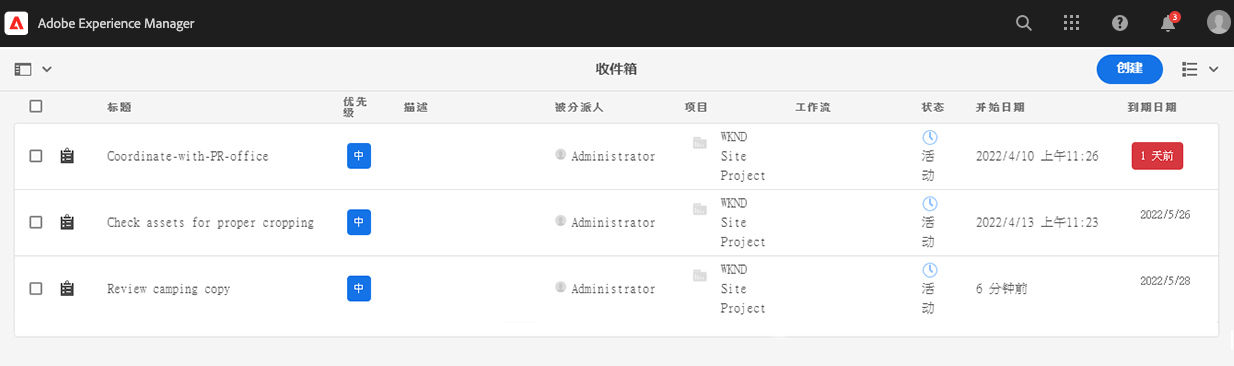 Adobe Experience Manager
3
收件箱
创建
标题 优先级 描述 被分派人 项目 工作流 状态 开始日期 到期日期
Coordinate-with-PR-office 中 Administrator WKND Site Project 活动 2022/4/10 上午11:26 1 天前
Check assets for proper cropping 中 Administrator WKND Site Project 活动 2022/4/13 上午11:23 2022/5/26
Review camping copy 中 Administrator WKND Site Project 活动 6 分钟前 2022/5/28